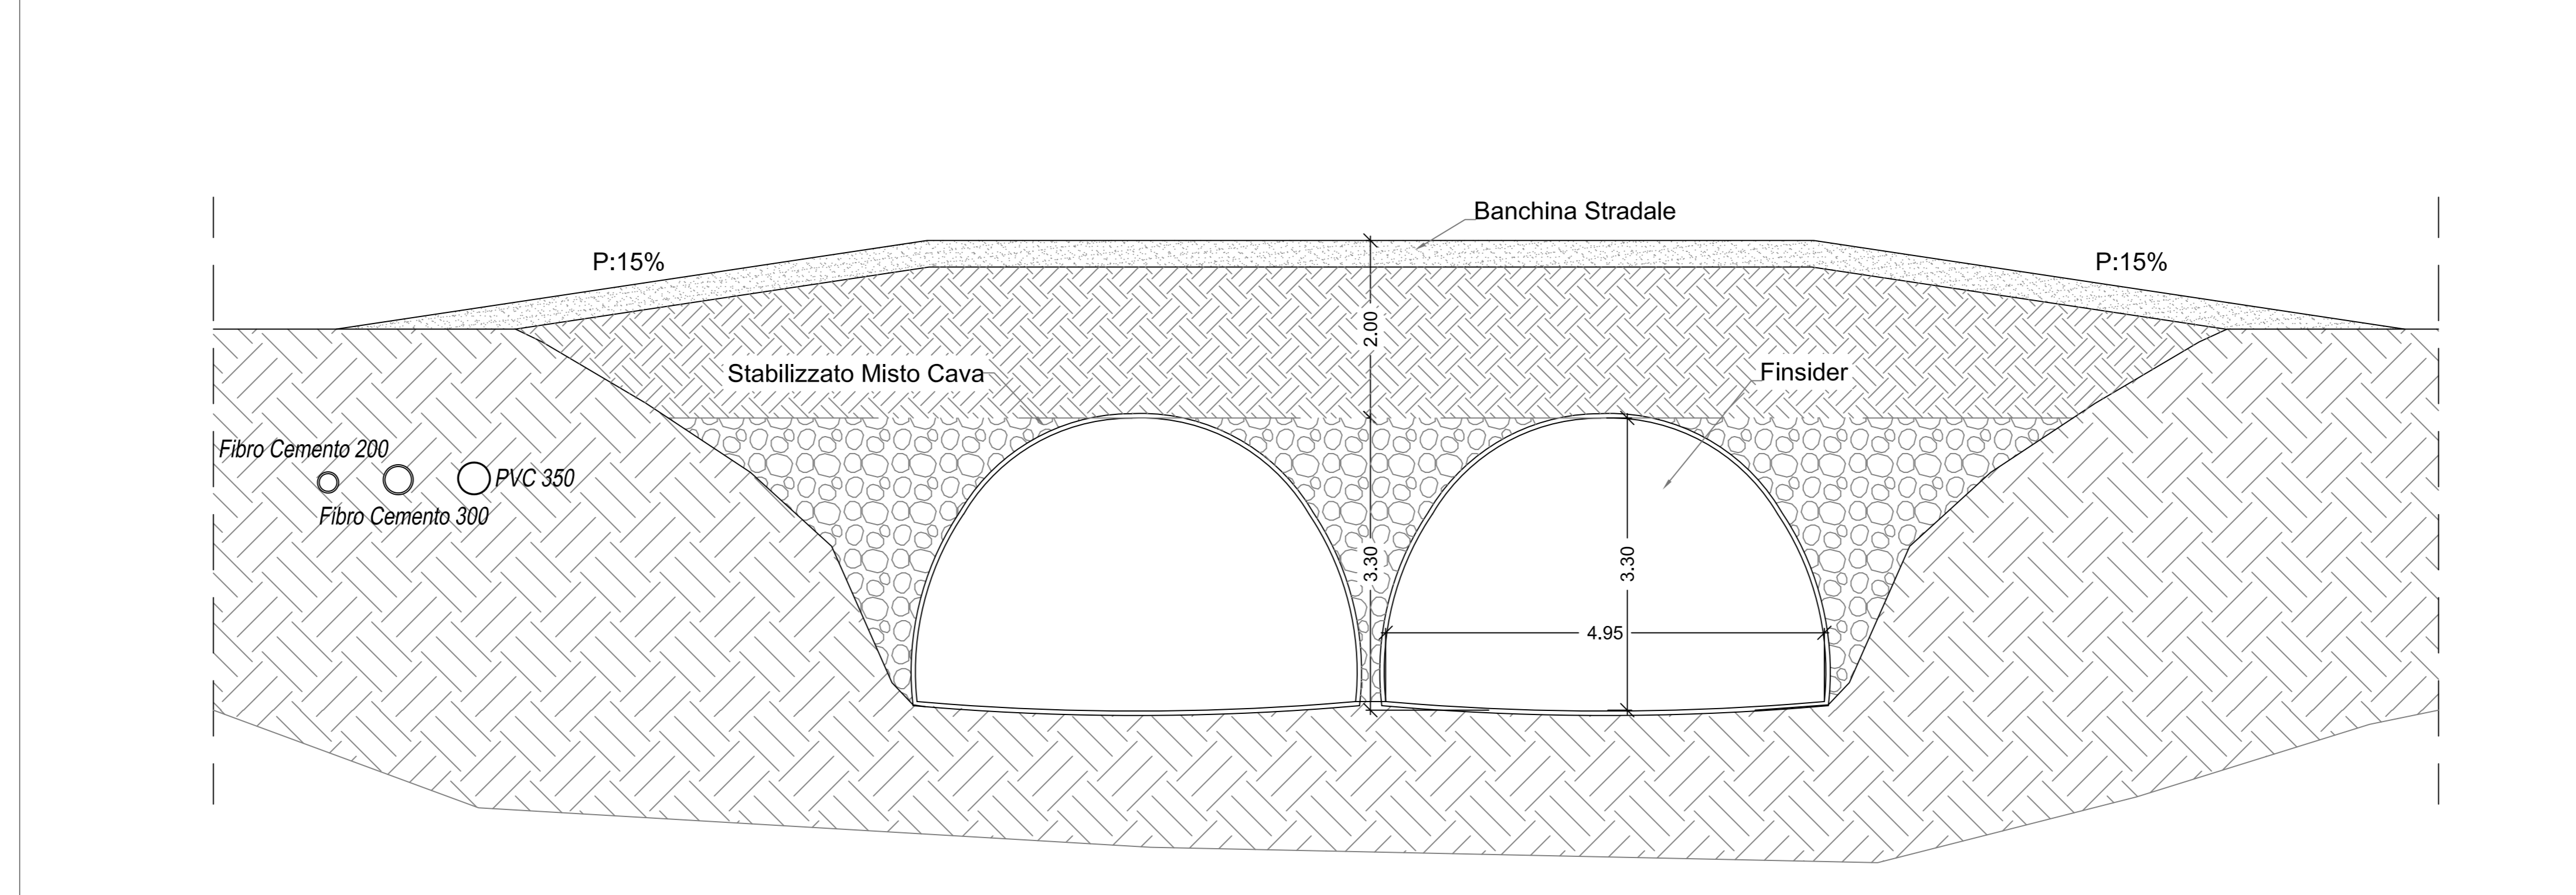 Banchina Stradale
P:15%
P:15%
2.00
Stabilizzato Misto Cava
Finsider
Fibro Cemento 200
PVC 350
Fibro Cemento 300
3.30
3.30
4.95